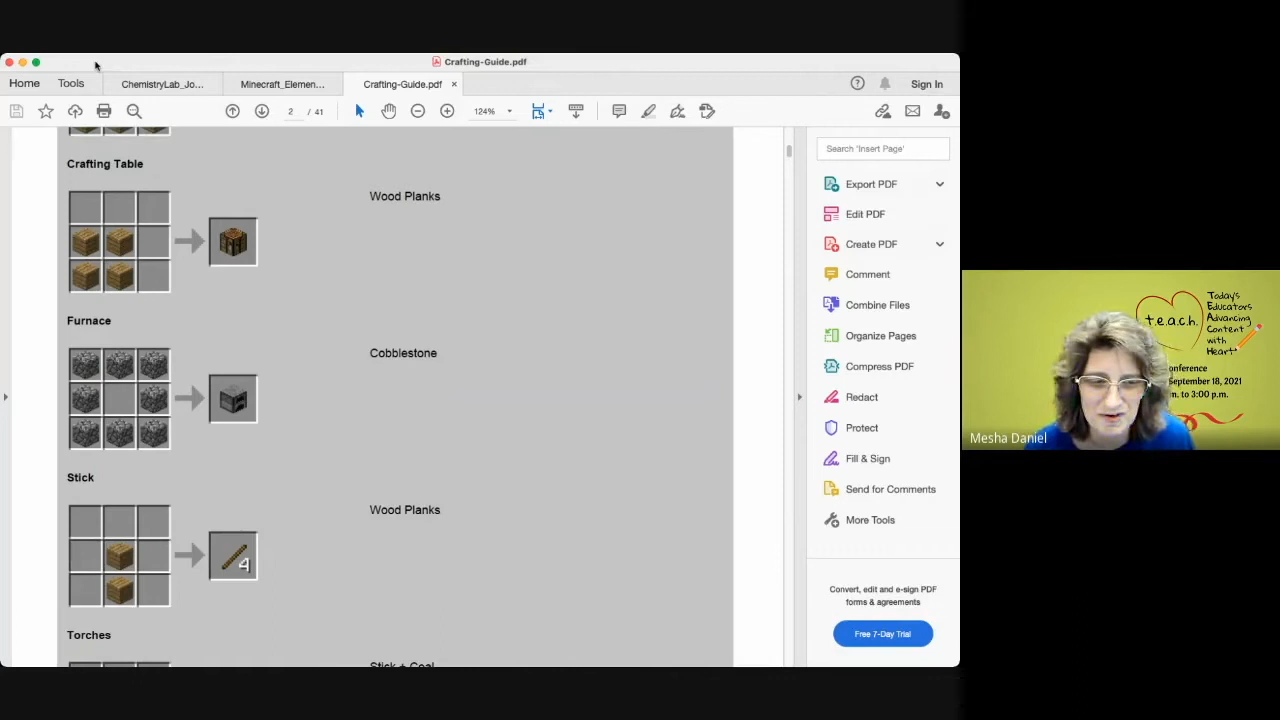 Crafting-Guide.pdf
Home Tools ChemistryLab_Jo... Minecraft_Elemen... Crafting-Guide.pdf × ? Sign In
2 / 41 124%
Crafting Table
Wood Planks
Furnace
Cobblestone
Stick
Wood Planks
4
Torches
Stick + Coal
Search 'Insert Page'
Export PDF
Edit PDF
Create PDF
Comment
Combine Files
Organize Pages
Compress PDF
Redact
Protect
Fill & Sign
Send for Comments
More Tools
Convert, edit and e-sign PDF
forms & agreements
Free 7-Day Trial
t.e.a.c.h.
Today's
Educators
Advancing
Content
with
Heart
onference
September 18, 2021
m. to 3:00 p.m.
Mesha Daniel